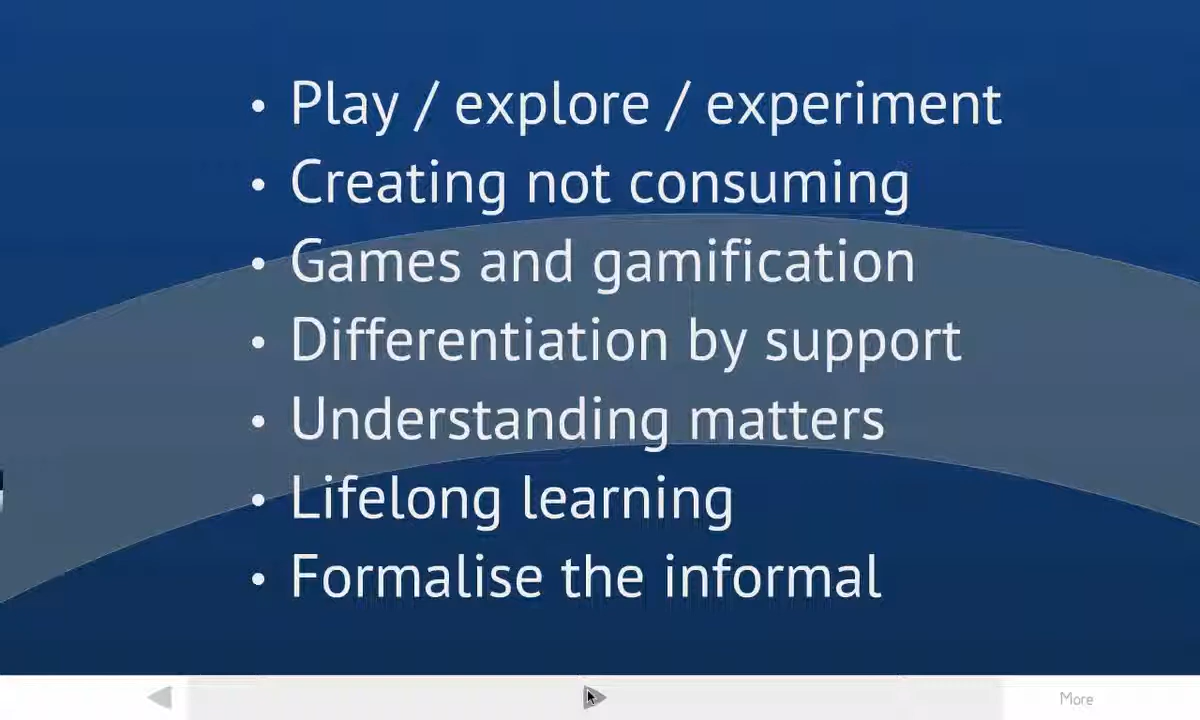 • Play / explore / experiment
• Creating not consuming
• Games and gamification
• Differentiation by support
• Understanding matters
• Lifelong learning
• Formalise the informal
More